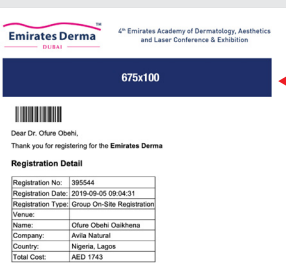 Emirates Derma
DUBAI
TM
4th Emirates Academy of Dermatology, Aesthetics
and Laser Conference & Exhibition
675x100
Dear Dr. Ofure Obehi,
Thank you for registering for the Emirates Derma
Registration Detail
Registration No: 395544
Registration Date: 2019-09-05 09:04:31
Registration Type: Group On-Site Registration
Venue:
Name: Ofure Obehi Osikhena
Company: Avila Natural
Country: Nigeria, Lagos
Total Cost: AED 1743